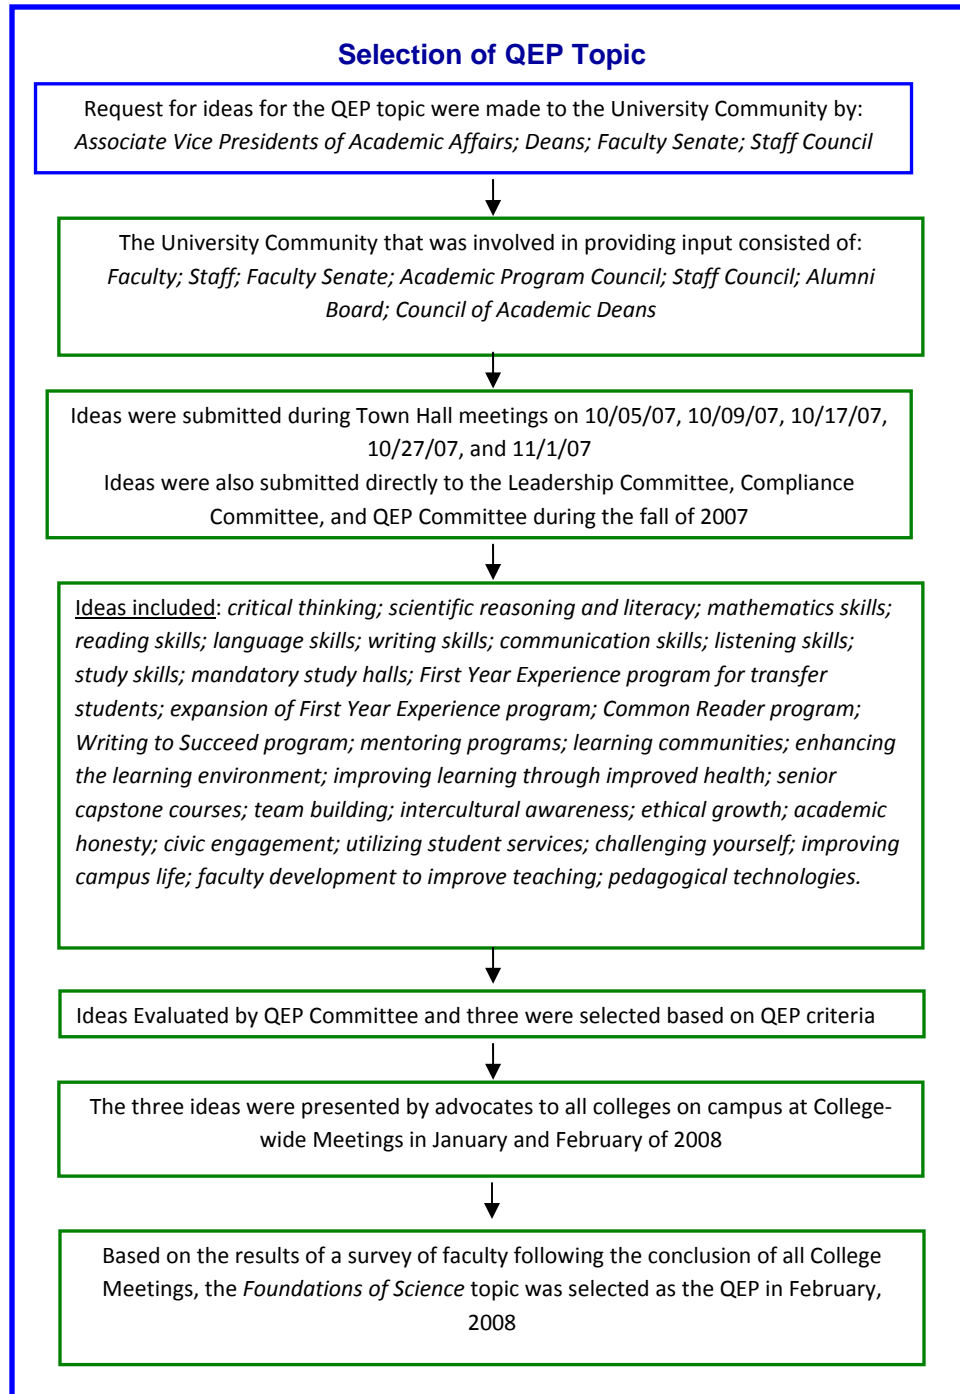 Selection of QEP Topic
Request for ideas for the QEP topic were made to the University Community by:
Associate Vice Presidents of Academic Affairs; Deans; Faculty Senate; Staff Council
The University Community that was involved in providing input consisted of:
Faculty; Staff; Faculty Senate; Academic Program Council; Staff Council; Alumni
Board; Council of Academic Deans
Ideas were submitted during Town Hall meetings on 10/05/07, 10/09/07, 10/17/07,
10/27/07, and 11/1/07
Ideas were also submitted directly to the Leadership Committee, Compliance
Committee, and QEP Committee during the fall of 2007
Ideas included: critical thinking; scientific reasoning and literacy; mathematics skills;
reading skills; language skills; writing skills; communication skills; listening skills;
study skills; mandatory study halls; First Year Experience program for transfer
students; expansion of First Year Experience program; Common Reader program;
Writing to Succeed program; mentoring programs; learning communities; enhancing
the learning environment; improving learning through improved health; senior
capstone courses; team building; intercultural awareness; ethical growth; academic
honesty; civic engagement; utilizing student services; challenging yourself; improving
campus life; faculty development to improve teaching; pedagogical technologies.
Ideas Evaluated by QEP Committee and three were selected based on QEP criteria
The three ideas were presented by advocates to all colleges on campus at College-
wide Meetings in January and February of 2008
Based on the results of a survey of faculty following the conclusion of all College
Meetings, the Foundations of Science topic was selected as the QEP in February,
2008